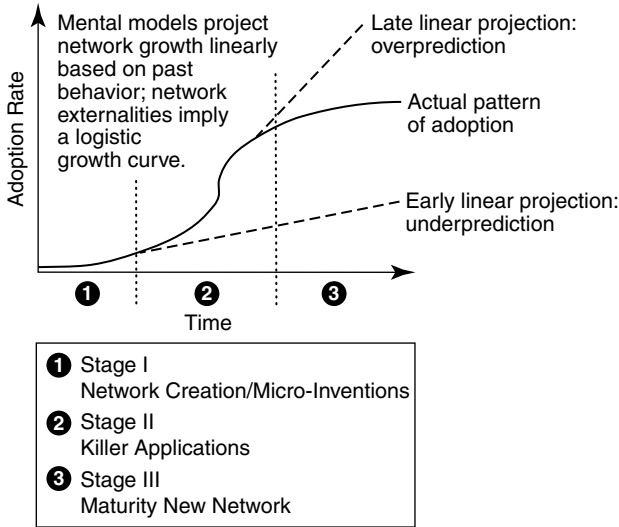 Mental models project
network growth linearly
based on past
behavior; network
externalities imply
a logistic
growth curve.
Late linear projection:
overprediction
Actual pattern
of adoption
Early linear projection:
underprediction
Adoption Rate
1 2 3
Time
1 Stage I
Network Creation/Micro-Inventions
2 Stage II
Killer Applications
3 Stage III
Maturity New Network